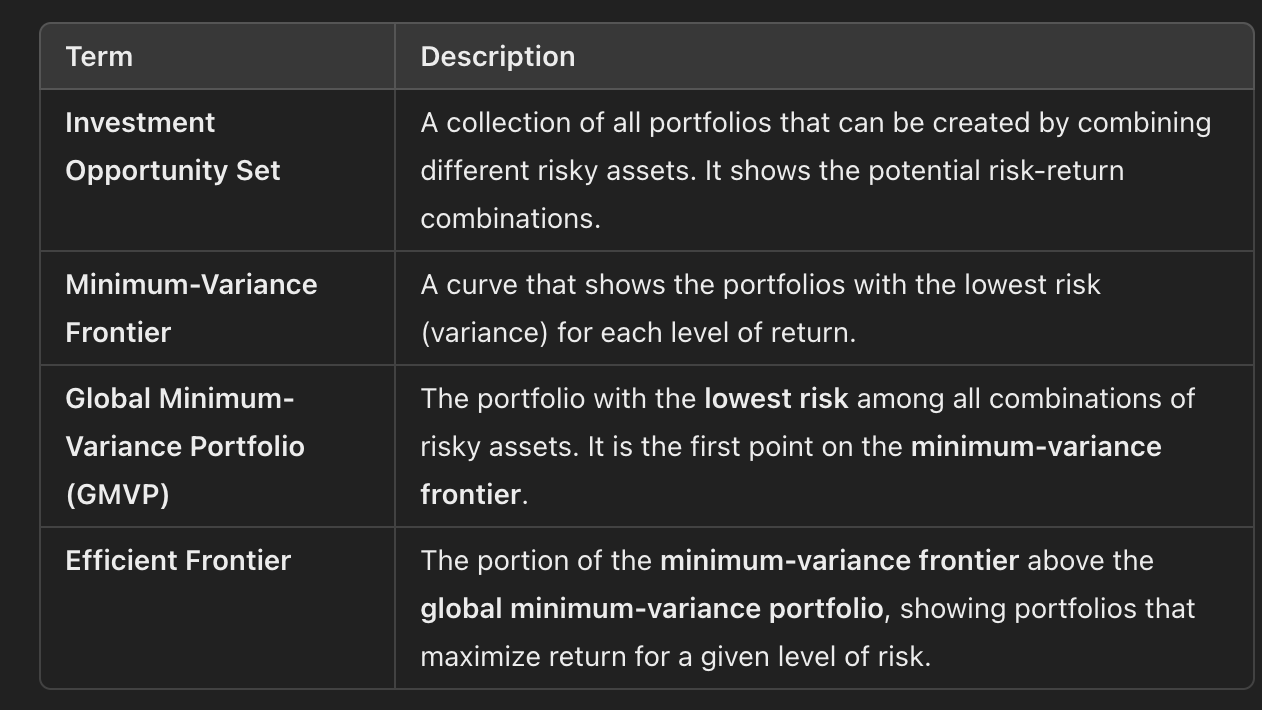 Term
Description
Investment
Opportunity Set
A collection of all portfolios that can be created by combining
different risky assets. It shows the potential risk-return
combinations.
Minimum-Variance
Frontier
A curve that shows the portfolios with the lowest risk
(variance) for each level of return.
Global Minimum-
Variance Portfolio
(GMVP)
The portfolio with the lowest risk among all combinations of
risky assets. It is the first point on the minimum-variance
frontier.
Efficient Frontier
The portion of the minimum-variance frontier above the
global minimum-variance portfolio, showing portfolios that
maximize return for a given level of risk.